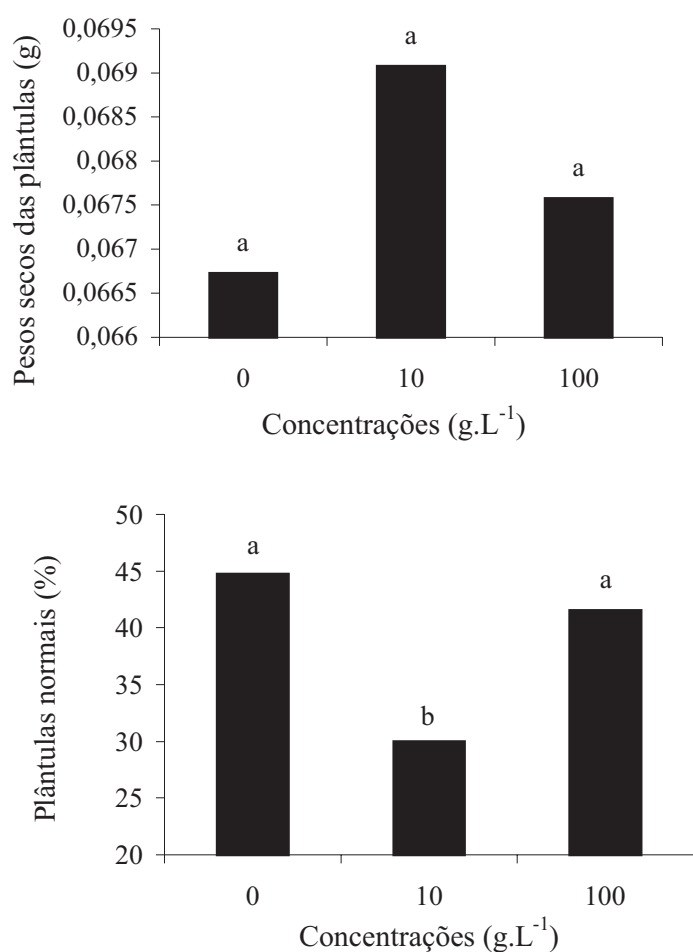 Pesos secos das plântulas (g)
0,0695
0,069
0,0685
0,068
0,0675
0,067
0,0665
0,066
a
a
a
0
10
100
Concentrações (g.L⁻¹)
Plântulas normais (%)
50
45
40
35
30
25
20
a
b
a
0
10
100
Concentrações (g.L⁻¹)